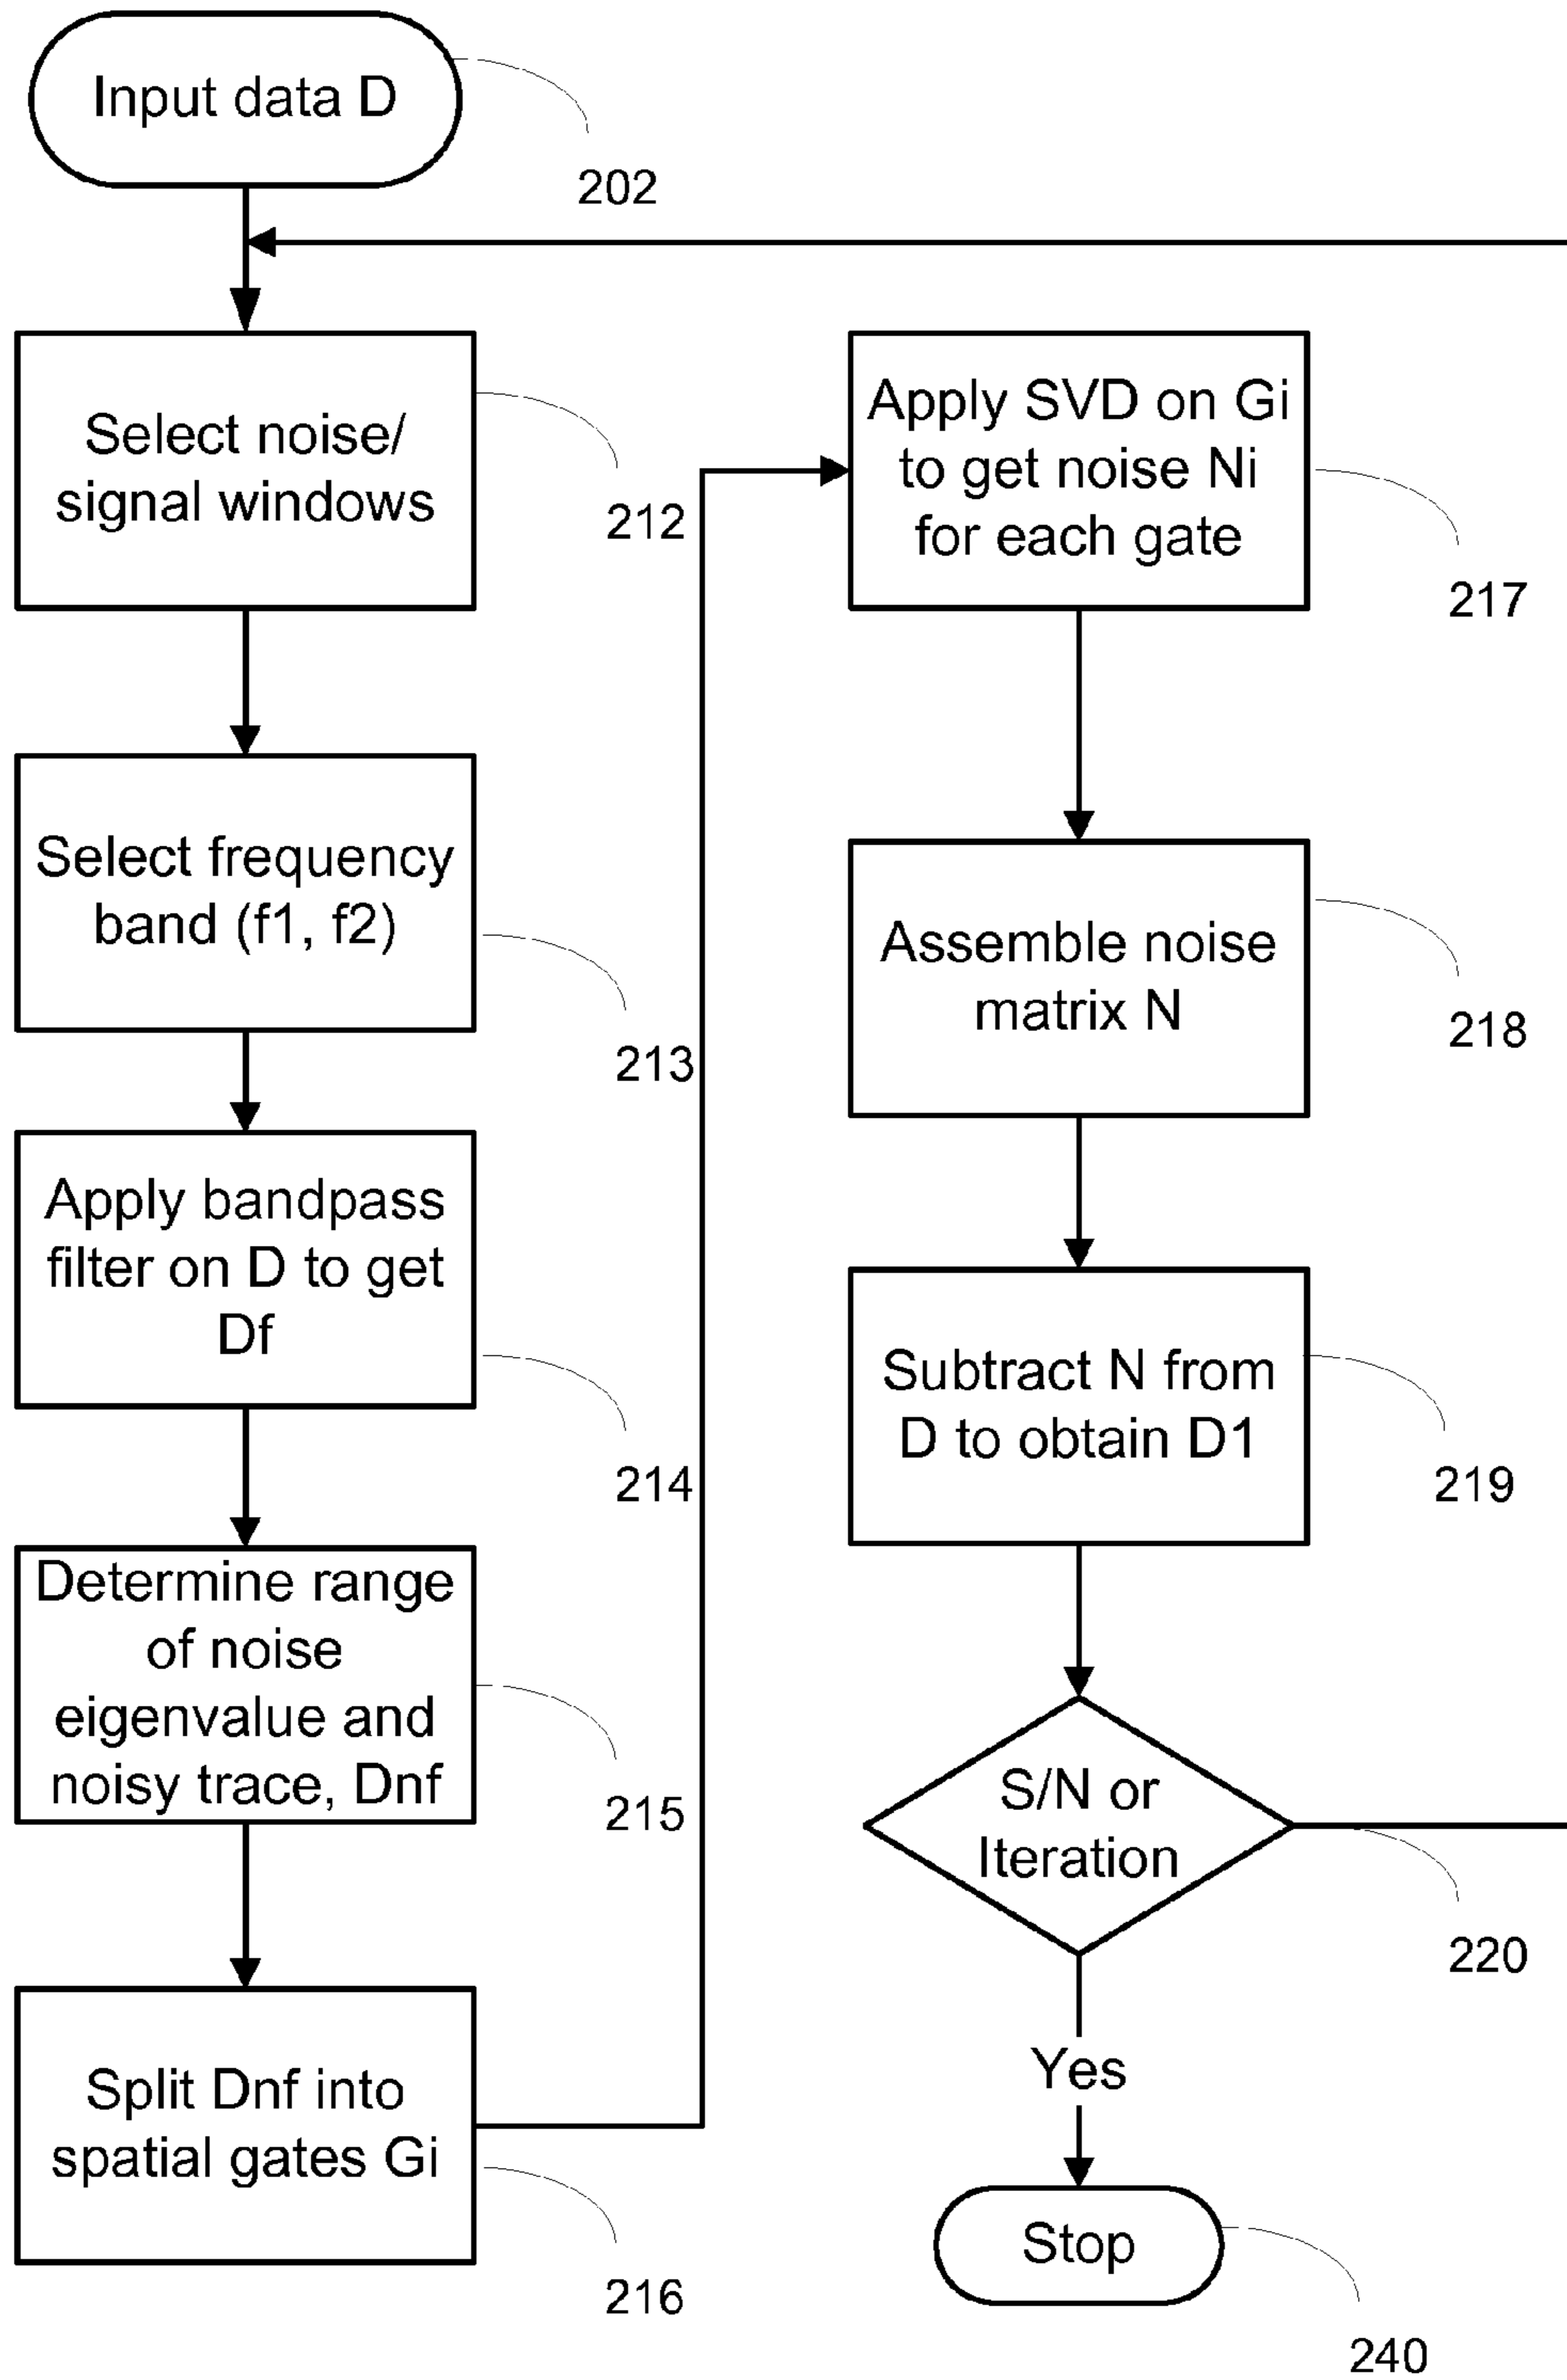 Input data D
202
Select noise/
signal windows
212
Select frequency
band (f1, f2)
213
Apply bandpass
filter on D to get
Df
214
Determine range
of noise
eigenvalue and
noisy trace, Dnf
215
Split Dnf into
spatial gates Gi
216
Apply SVD on Gi
to get noise Ni
for each gate
217
Assemble noise
matrix N
218
Subtract N from
D to obtain D1
219
S/N or
Iteration
220
Yes
Stop
240